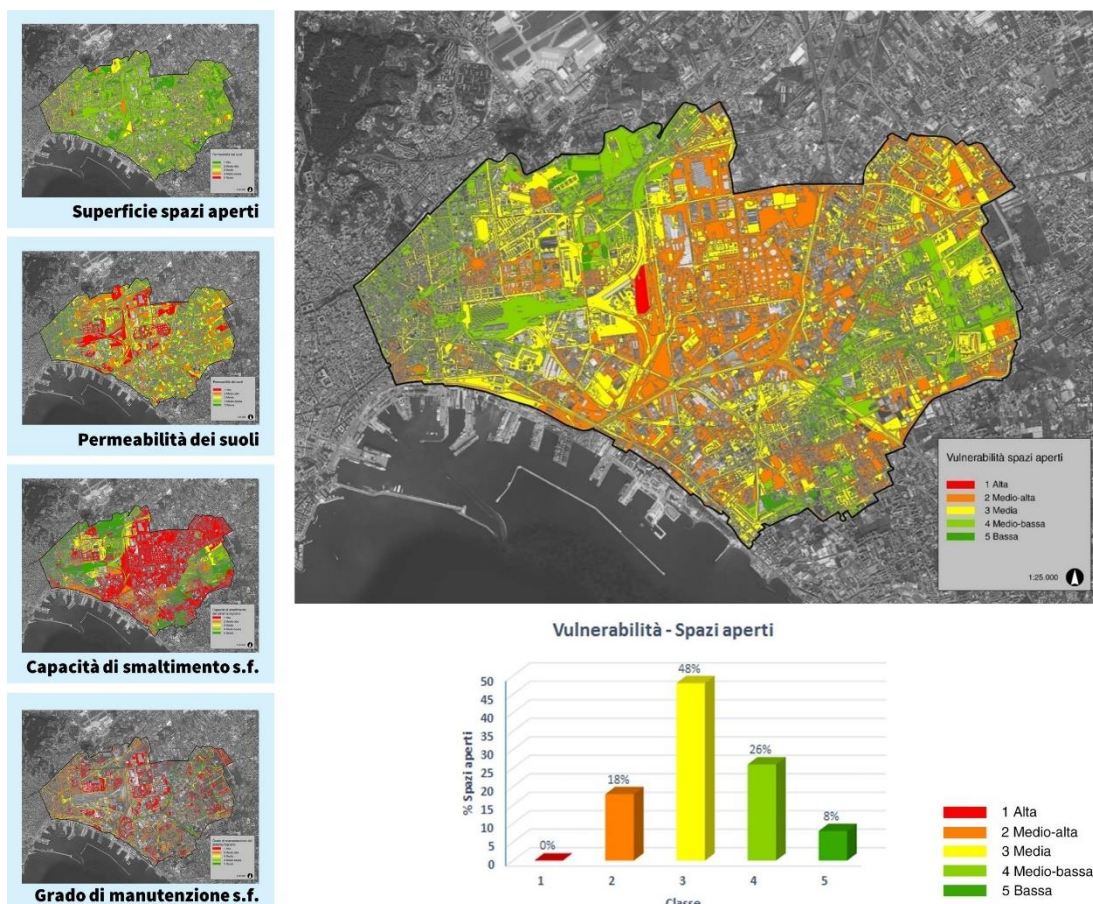 Superficie spazi aperti
Permeabilità dei suoli
Capacità di smaltimento s.f.
Grado di manutenzione s.f.
Vulnerabilità spazi aperti
1 Alta
2 Medio-alta
3 Media
4 Medio-bassa
5 Bassa
1:25.000
Vulnerabilità - Spazi aperti
% Spazi aperti
50
45
40
35
30
25
20
15
10
5
0
0%
18%
48%
26%
8%
1 2 3 4 5
Classe
1 Alta
2 Medio-alta
3 Media
4 Medio-bassa
5 Bassa